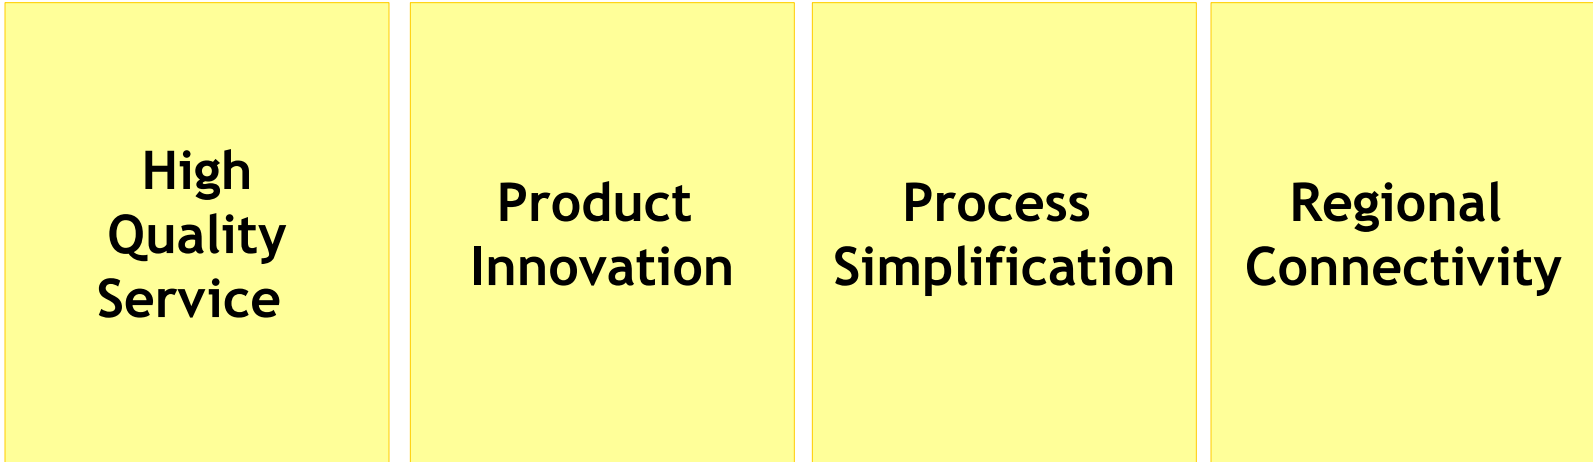 High
Quality
Service
Product
Innovation
Process
Simplification
Regional
Connectivity